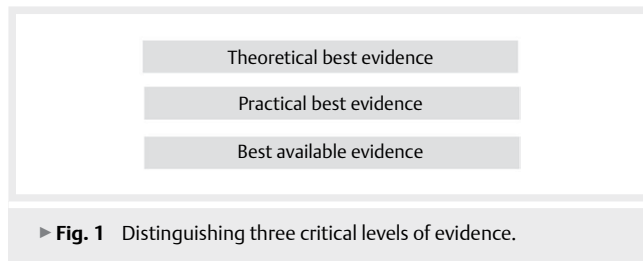 Theoretical best evidence
Practical best evidence
Best available evidence
▶ Fig. 1 Distinguishing three critical levels of evidence.